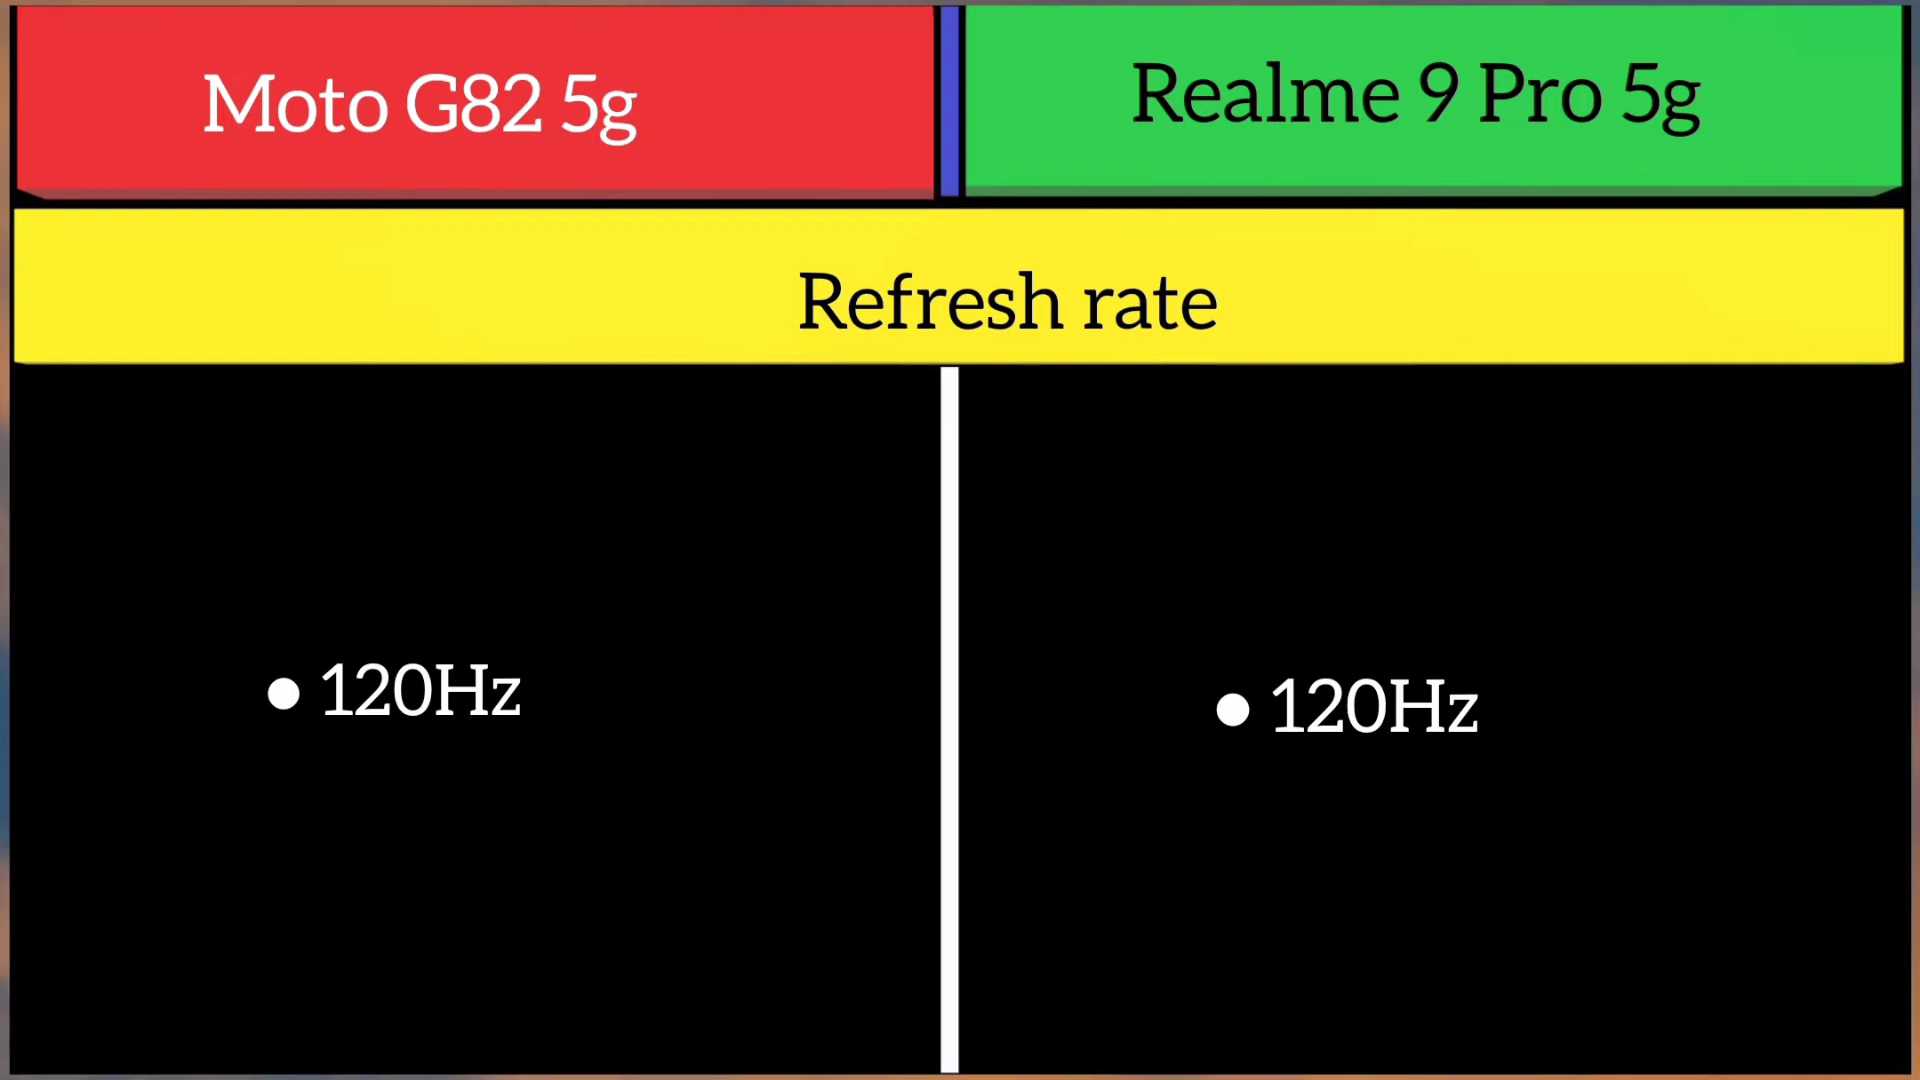 Moto G82 5g
Realme 9 Pro 5g
Refresh rate
● 120Hz
● 120Hz